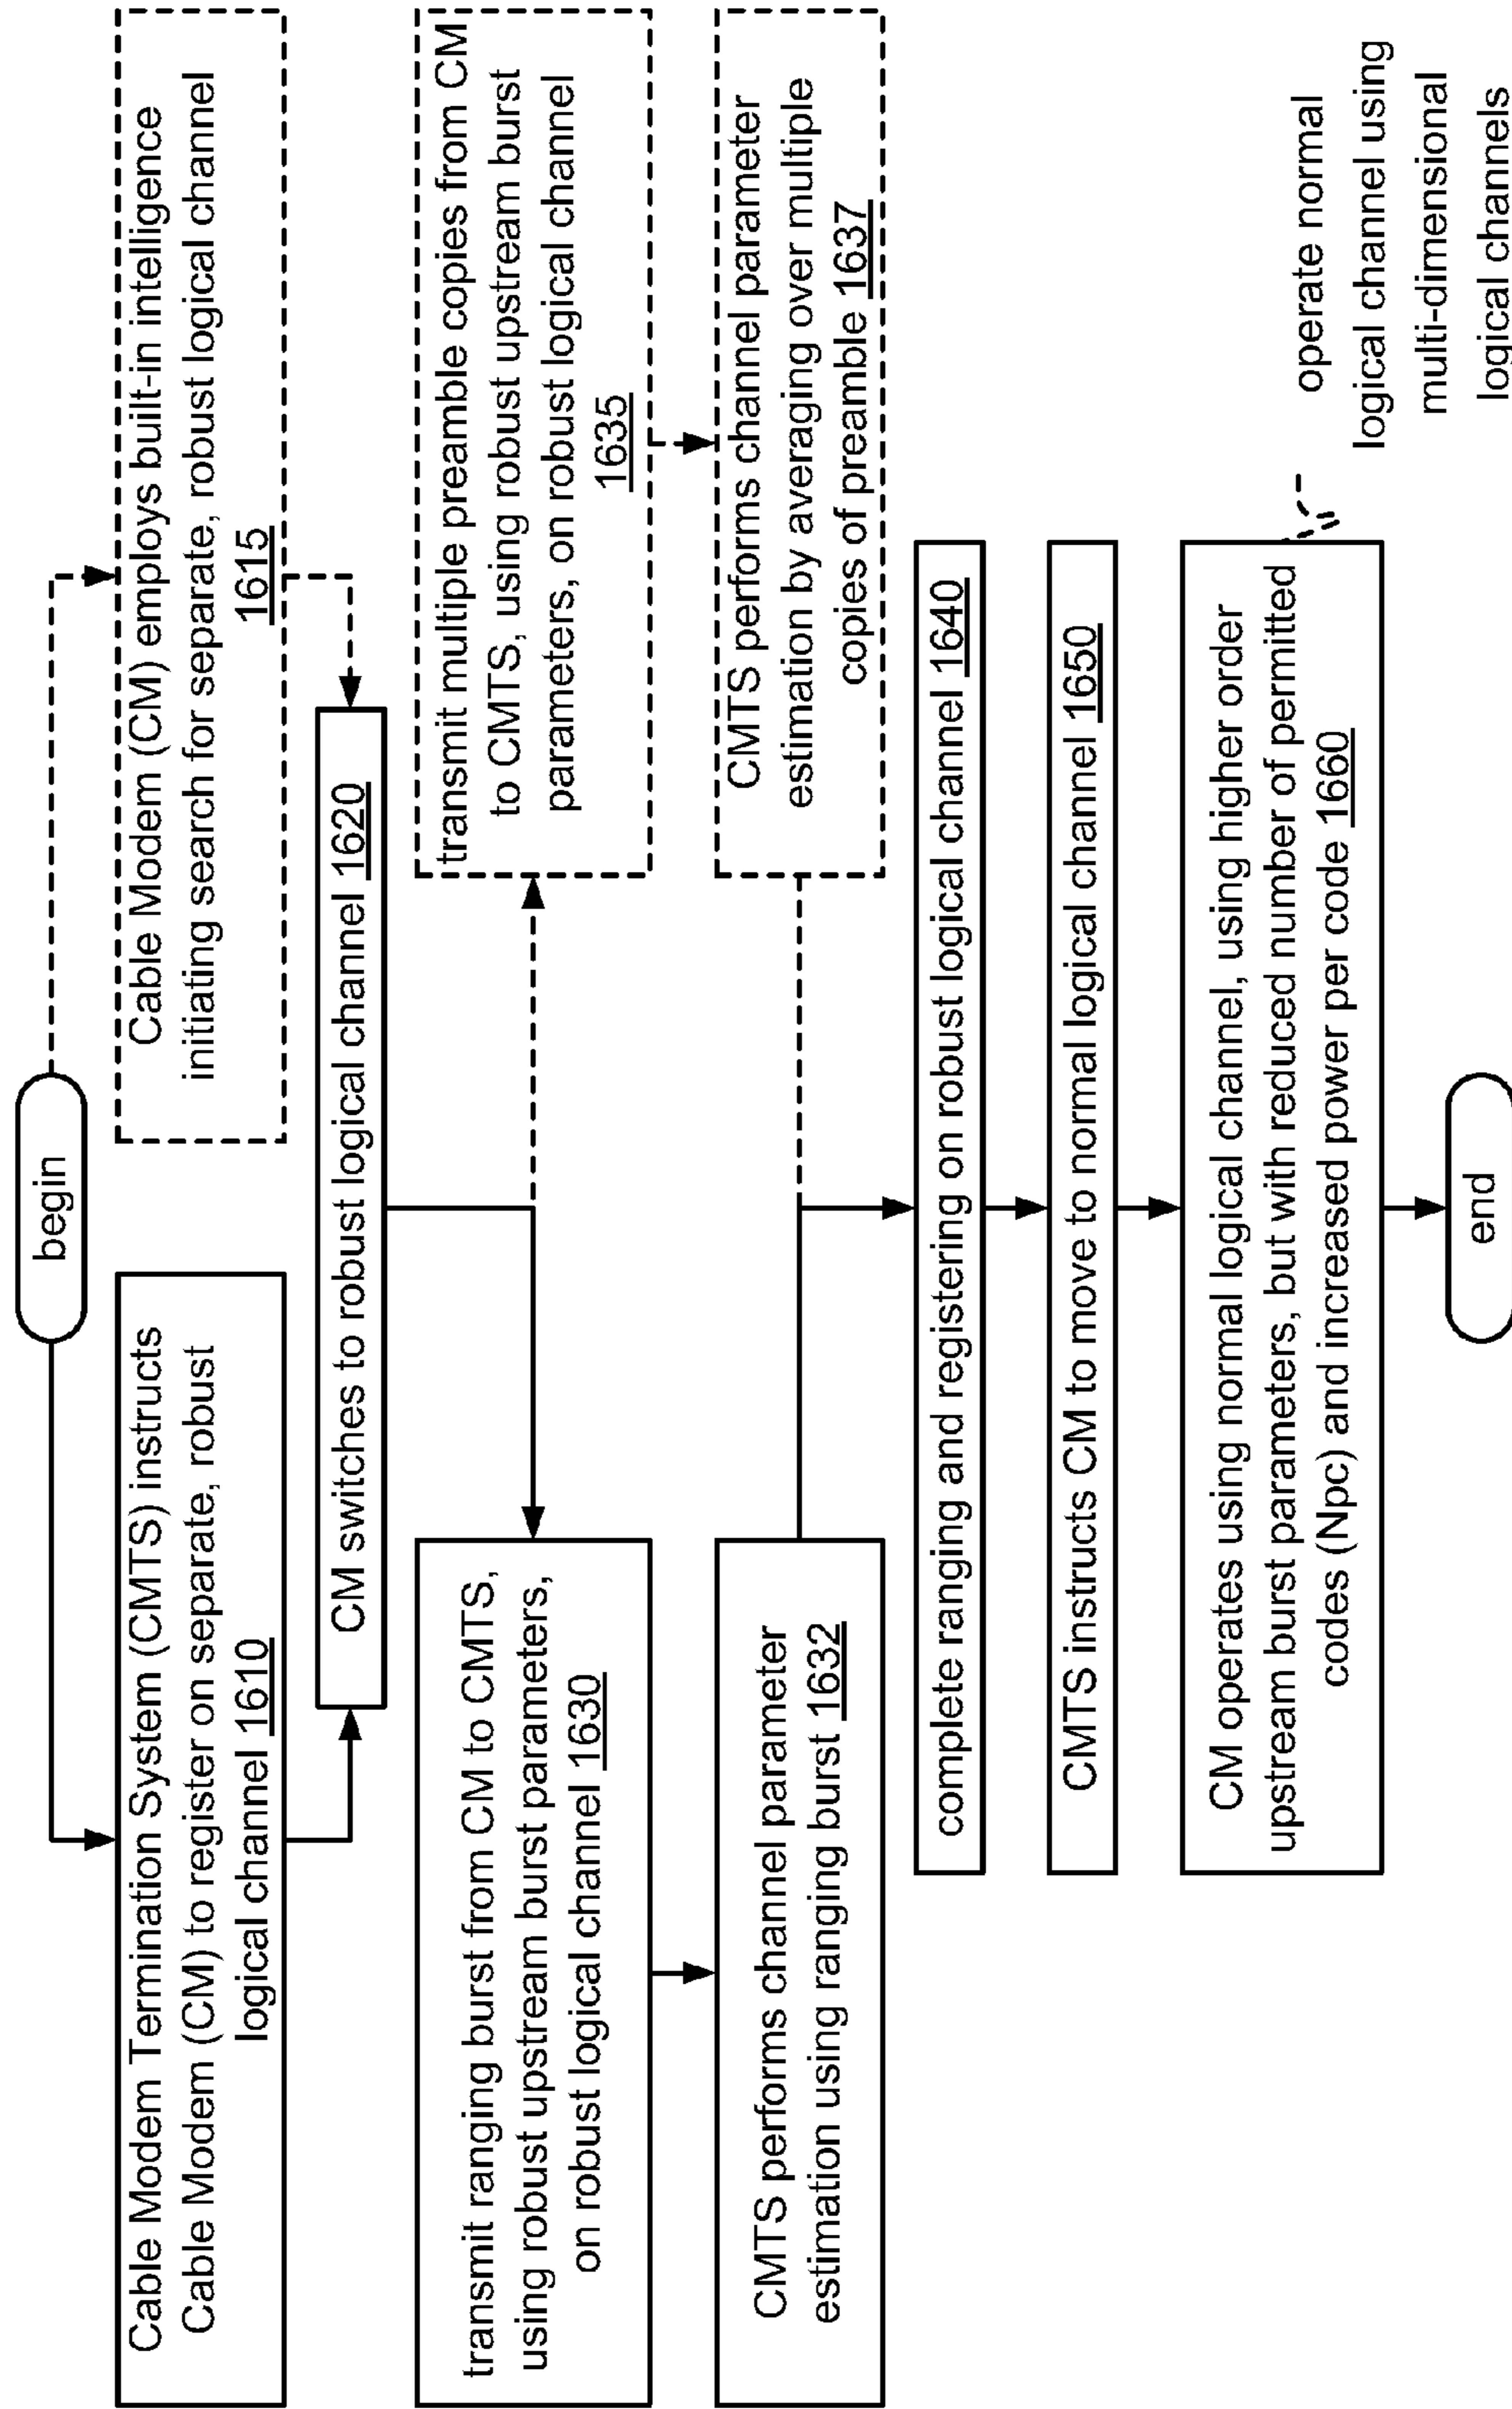 begin
Cable Modem Termination System (CMTS) instructs
Cable Modem (CM) to register on separate, robust
logical channel 1610
Cable Modem (CM) employs built-in intelligence
initiating search for separate, robust logical channel
1615
CM switches to robust logical channel 1620
transmit ranging burst from CM to CMTS,
using robust upstream burst parameters,
on robust logical channel 1630
transmit multiple preamble copies from CM
to CMTS, using robust upstream burst
parameters, on robust logical channel
1635
CMTS performs channel parameter
estimation using ranging burst 1632
CMTS performs channel parameter
estimation by averaging over multiple
copies of preamble 1637
complete ranging and registering on robust logical channel 1640
CMTS instructs CM to move to normal logical channel 1650
CM operates using normal logical channel, using higher order
upstream burst parameters, but with reduced number of permitted
codes (Npc) and increased power per code 1660
operate normal
logical channel using
multi-dimensional
logical channels
end